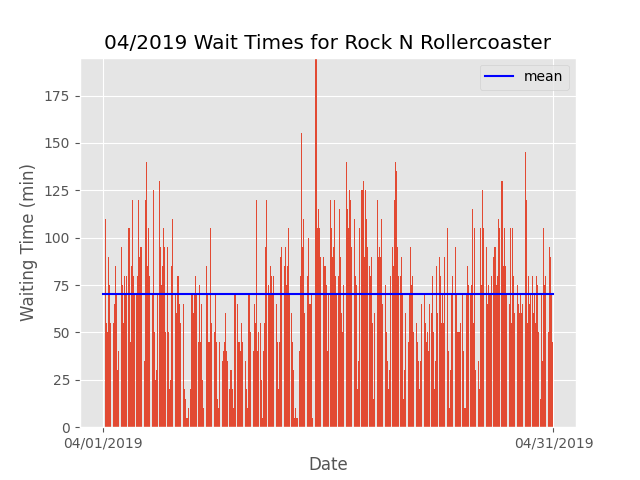 04/2019 Wait Times for Rock N Rollercoaster
mean
Waiting Time (min)
175
150
125
100
75
50
25
0
04/01/2019
04/31/2019
Date